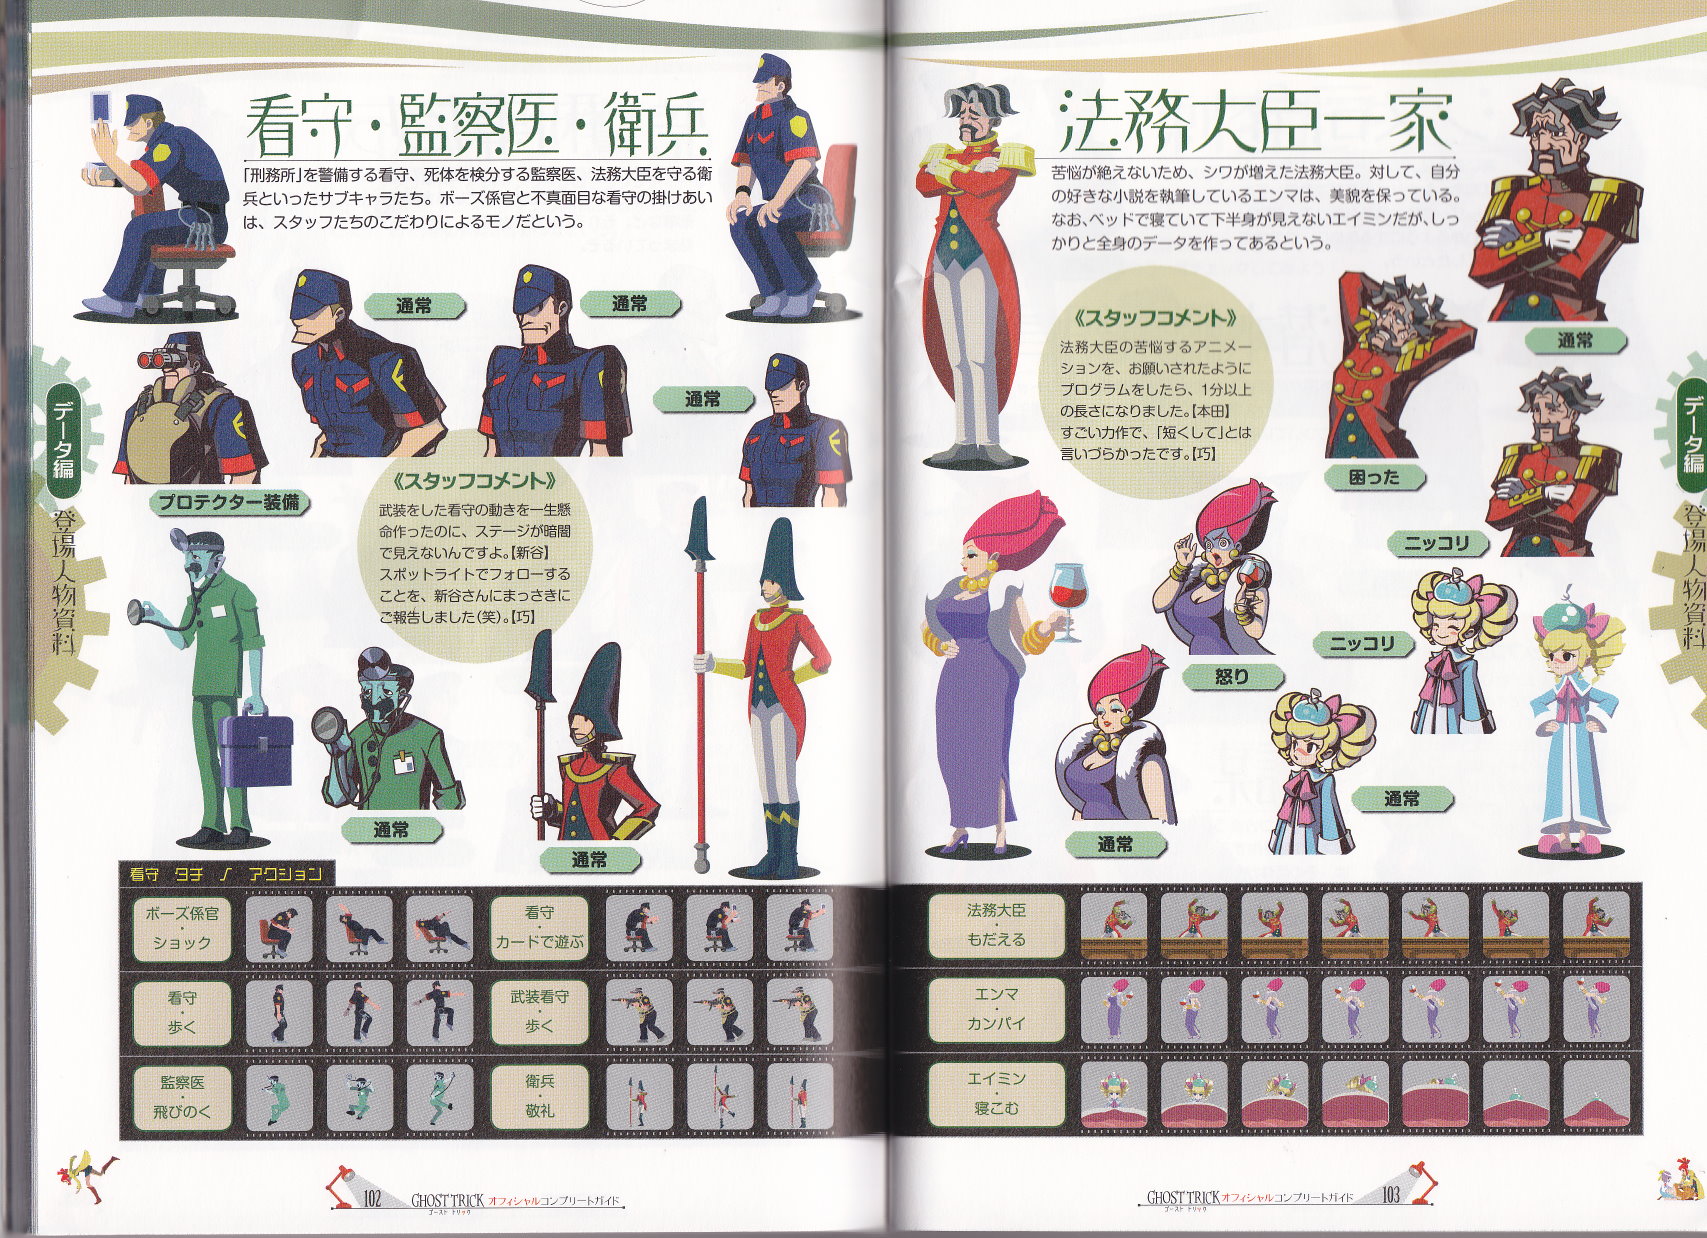 看守・監察医・衛兵
「刑務所」を警備する看守、死体を検分する監察医、法務大臣を守る衛
兵といったサブキャラたち。ボーズ係官と不真面目な看守の掛けあい
は、スタッフたちのこだわりによるモノだという。
通常
通常
通常
プロテクター装備
《スタッフコメント》
武装をした看守の動きを一生懸
命作ったのに、ステージが暗闇
で見えないんですよ。【新谷】
スポットライトでフォローする
ことを、新谷さんにまっさきに
ご報告しました(笑)。【巧】
通常
通常
データ編
登場人物資料
看守 タチ ノ アクション
ボーズ係官
・
ショック
看守
・
カードで遊ぶ
看守
・
歩く
武装看守
・
歩く
監察医
・
飛びのく
衛兵
・
敬礼
102
GHOST TRICK オフィシャルコンプリートガイド
ゴースト トリック
法務大臣一家
苦悩が絶えないため、シワが増えた法務大臣。対して、自分
の好きな小説を執筆しているエンマは、美貌を保っている。
なお、ベッドで寝ていて下半身が見えないエイミンだが、しっ
かりと全身のデータを作ってあるという。
《スタッフコメント》
法務大臣の苦悩するアニメー
ションを、お願いされたように
プログラムをしたら、1分以上
の長さになりました。【本田】
すごい力作で、「短くして」とは
言いづらかったです。【巧】
通常
困った
ニッコリ
ニッコリ
怒り
通常
通常
データ編
登場人物資料
法務大臣
・
もだえる
エンマ
・
カンパイ
エイミン
・
寝こむ
GHOST TRICK オフィシャルコンプリートガイド
ゴースト トリック
103